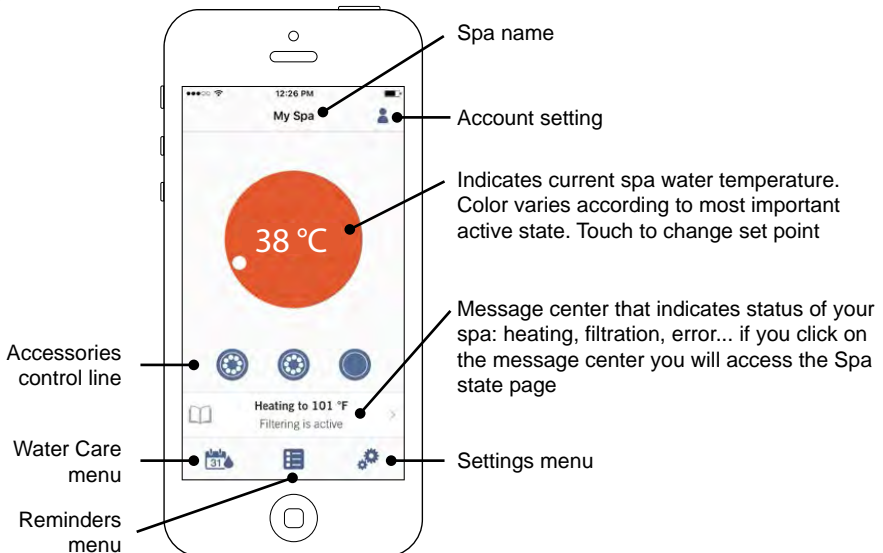 Spa name
12:26 PM
My Spa
Account setting
Indicates current spa water temperature.
Color varies according to most important
active state. Touch to change set point
38 °C
Message center that indicates status of your
spa: heating, filtration, error... if you click on
the message center you will access the Spa
state page
Accessories
control line
Heating to 101 °F
Filtering is active
Water Care
menu
31
Settings menu
Reminders
menu